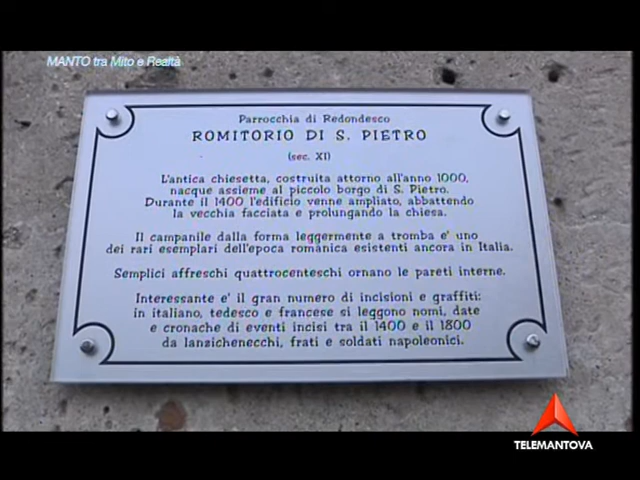 MANTO tra Mito e Realtà
Parrocchia di Redondesco
ROMITORIO DI S. PIETRO
(sec. XI)
L'antica chiesetta, costruita attorno all'anno 1000,
nacque assieme al piccolo borgo di S. Pietro.
Durante il 1400 l'edificio venne ampliato, abbattendo
la vecchia facciata e prolungando la chiesa.
Il campanile dalla forma leggermente a tromba e' uno
dei rari esemplari dell'epoca romanica esistenti ancora in Italia.
Semplici affreschi quattrocenteschi ornano le pareti interne.
Interessante e' il gran numero di incisioni e graffiti:
in italiano, tedesco e francese si leggono nomi, date
e cronache di eventi incisi tra il 1400 e il 1800
da lanzichenecchi, frati e soldati napoleonici.
TELEMANTOVA